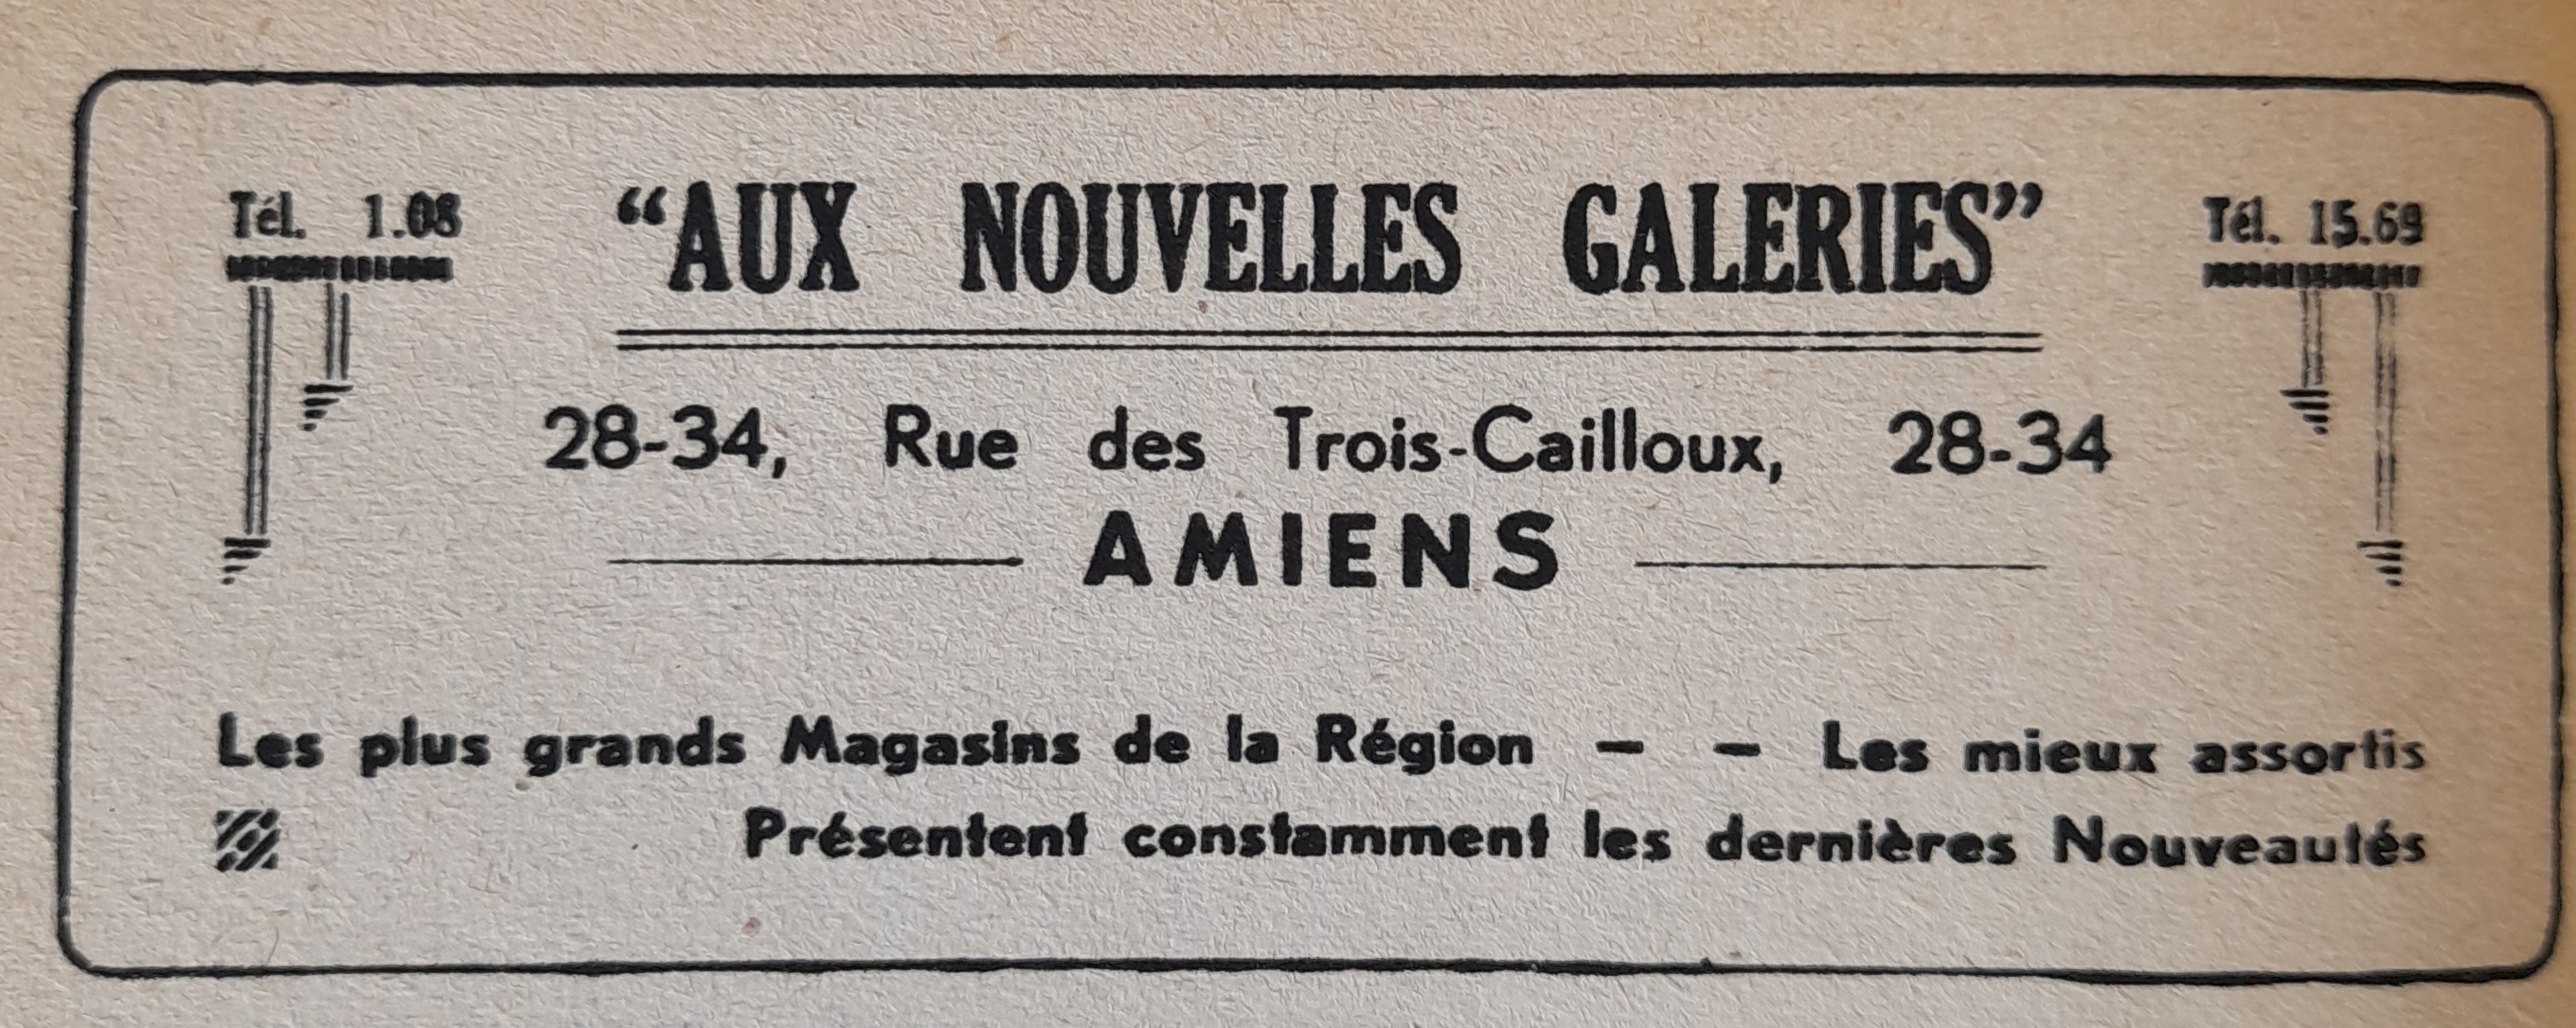 Tél. 1.08 “AUX NOUVELLES GALERIES” Tél. 15.69
28-34, Rue des Trois-Cailloux, 28-34
AMIENS
Les plus grands Magasins de la Région — — Les mieux assortis
Présentent constamment les dernières Nouveautés